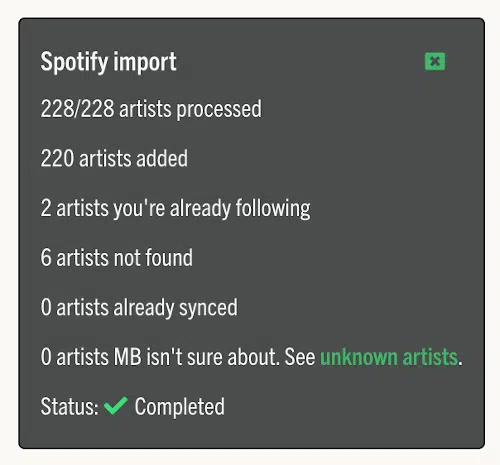 Spotify import
228/228 artists processed
220 artists added
2 artists you're already following
6 artists not found
0 artists already synced
0 artists MB isn't sure about. See unknown artists.
Status: Completed